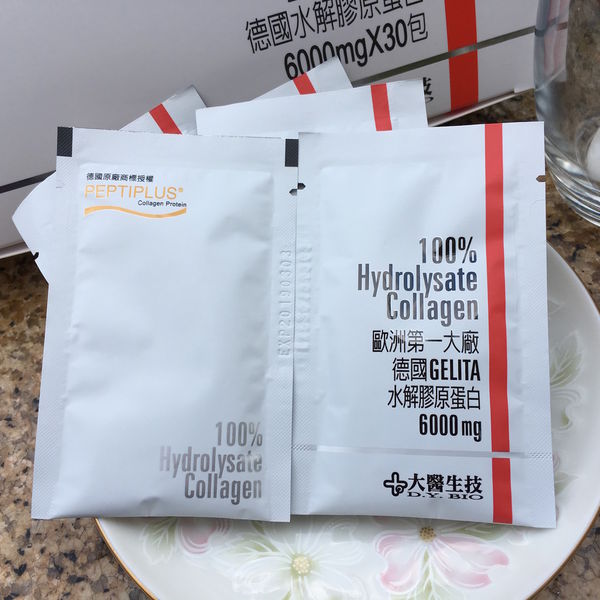 德國水解膠原蛋白
6000mgX30包
德國原廠商標授權
PEPTIPLUS®
Collagen Protein
100%
Hydrolysate
Collagen
EXP20190303
100%
Hydrolysate
Collagen
歐洲第一大廠
德國GELITA
水解膠原蛋白
6000mg
大醫生技
D.Y. BIO